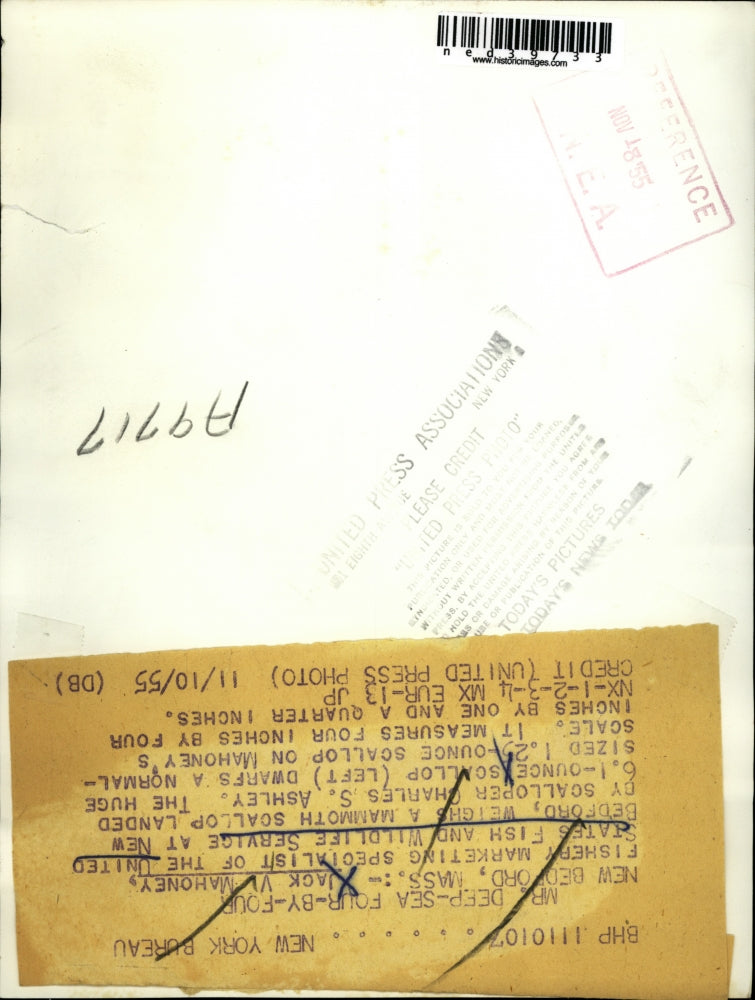 ned39733
www.historicimages.com
REFERENCE
NOV 18 '55
N. E. A.
A9717
UNITED PRESS ASSOCIATIONS
NEW YORK
PLEASE CREDIT
"UNITED PRESS PHOTO"
TODAY'S PICTURES
TODAY'S NEWS TODAY
BHP 1110107 . . . . . . NEW YORK BUREAU
MR. DEEP-SEA FOUR-BY-FOUR
NEW BEDFORD, MASS.:- JACK V. MAHONEY,
FISHERY MARKETING SPECIALIST OF THE UNITED
STATES FISH AND WILDLIFE SERVICE AT NEW
BEDFORD, WEIGHS A MAMMOTH SCALLOP LANDED
BY SCALLOPER CHARLES S. ASHLEY. THE HUGE
6.1-OUNCE SCALLOP (LEFT) DWARFS A NORMAL-
SIZED 1.25-OUNCE SCALLOP ON MAHONEY'S
SCALE. IT MEASURES FOUR INCHES BY FOUR
INCHES BY ONE AND A QUARTER INCHES.
NX-1-2-3-4 MX EUR-13 JP
CREDIT (UNITED PRESS PHOTO) 11/10/55 (DB)